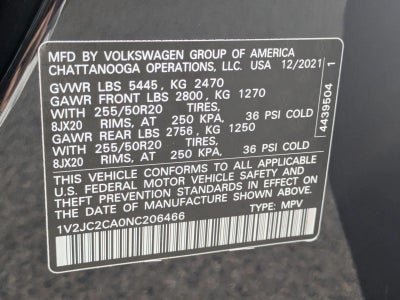 MFD BY VOLKSWAGEN GROUP OF AMERICA
CHATTANOOGA OPERATIONS, LLC. USA 12/2021
GVWR LBS 5445, KG 2470
GAWR FRONT LBS 2800, KG 1270
WITH 255/50R20 TIRES,
8JX20 RIMS, AT 250 KPA, 36 PSI COLD
GAWR REAR LBS 2756, KG 1250
WITH 255/50R20 TIRES,
8JX20 RIMS, AT 250 KPA, 36 PSI COLD
THIS VEHICLE CONFORMS TO ALL APPLICABLE
U.S. FEDERAL MOTOR VEHICLE SAFETY AND
THEFT PREVENTION STANDARDS IN EFFECT ON
THE DATE OF MANUFACTURE SHOWN ABOVE.
1V2JC2CA0NC206466 TYPE: MPV
4439504 1